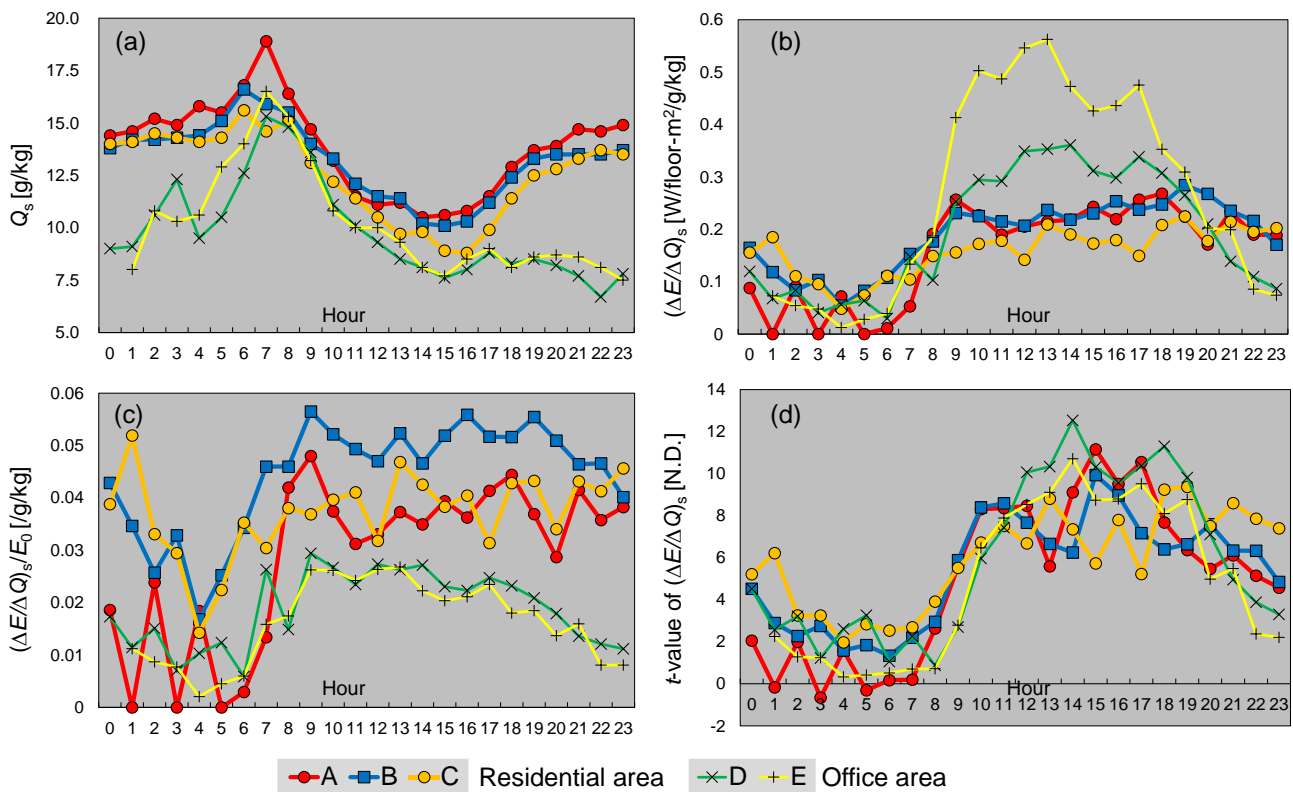 (a)
Qs [g/kg]
20.0
17.5
15.0
12.5
10.0
7.5
5.0
Hour
0 1 2 3 4 5 6 7 8 9 10 11 12 13 14 15 16 17 18 19 20 21 22 23
(b)
(ΔE/ΔQ)s [W/floor-m²/g/kg]
0.6
0.5
0.4
0.3
0.2
0.1
0
Hour
0 1 2 3 4 5 6 7 8 9 10 11 12 13 14 15 16 17 18 19 20 21 22 23
(c)
(ΔE/ΔQ)s/E0 [/g/kg]
0.06
0.05
0.04
0.03
0.02
0.01
0
Hour
0 1 2 3 4 5 6 7 8 9 10 11 12 13 14 15 16 17 18 19 20 21 22 23
(d)
t-value of (ΔE/ΔQ)s [N.D.]
14
12
10
8
6
4
2
0
-2
Hour
0 1 2 3 4 5 6 7 8 9 10 11 12 13 14 15 16 17 18 19 20 21 22 23
A B C Residential area D E Office area